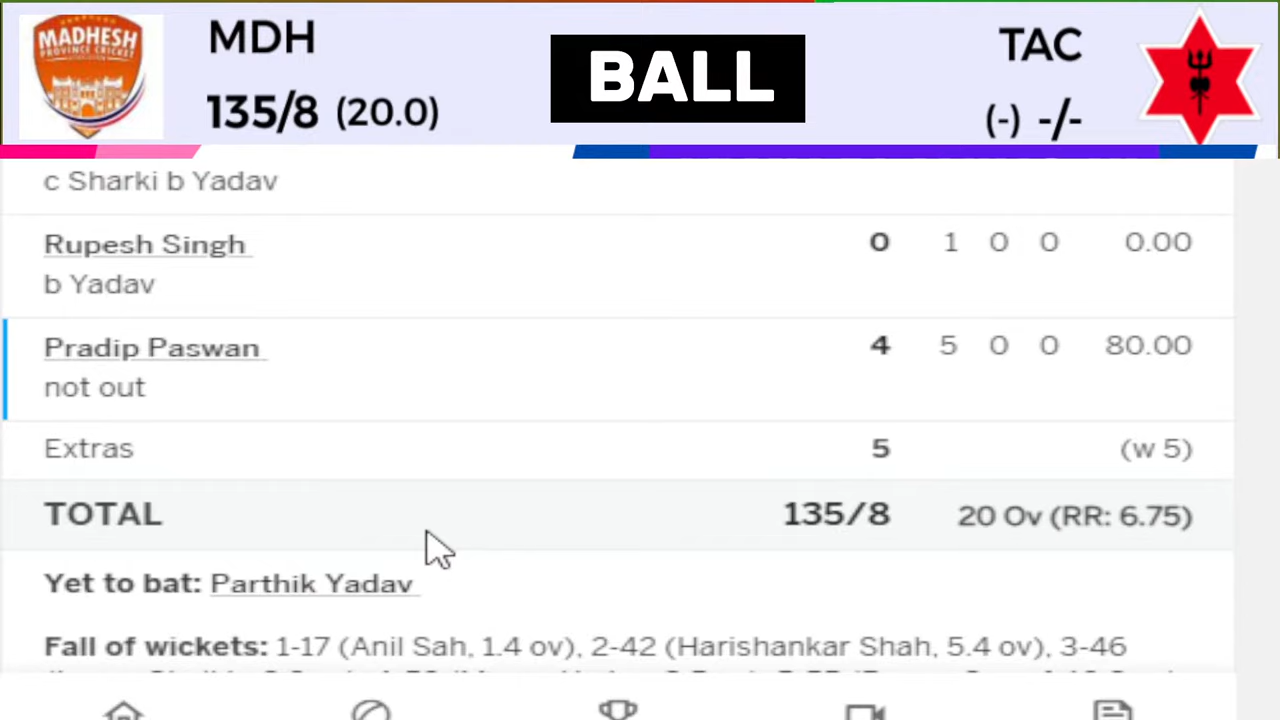 MADHESH
PROVINCE CRICKET
MDH
135/8 (20.0)
BALL
TAC
(-) -/-
c Sharki b Yadav
Rupesh Singh 0 1 0 0 0.00
b Yadav
Pradip Paswan 4 5 0 0 80.00
not out
Extras 5 (w 5)
TOTAL 135/8 20 Ov (RR: 6.75)
Yet to bat: Parthik Yadav
Fall of wickets: 1-17 (Anil Sah, 1.4 ov), 2-42 (Harishankar Shah, 5.4 ov), 3-46